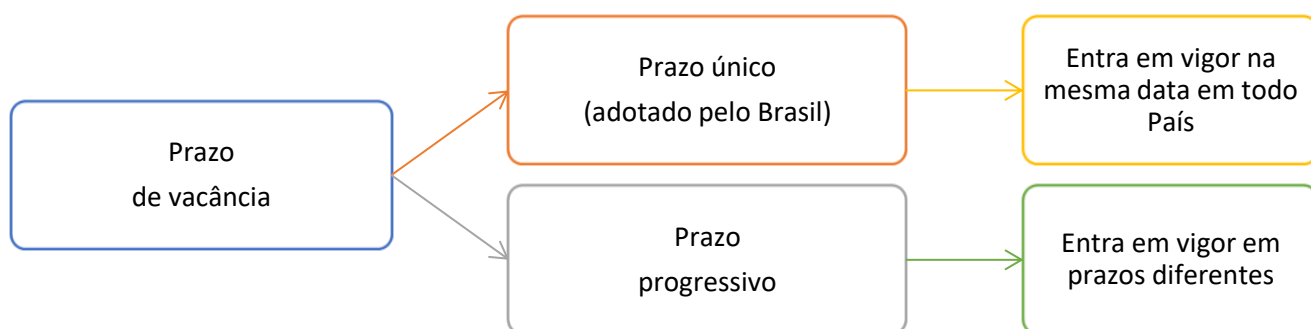 Prazo
de vacância
Prazo único
(adotado pelo Brasil)
Entra em vigor na
mesma data em todo
País
Prazo
progressivo
Entra em vigor em
prazos diferentes